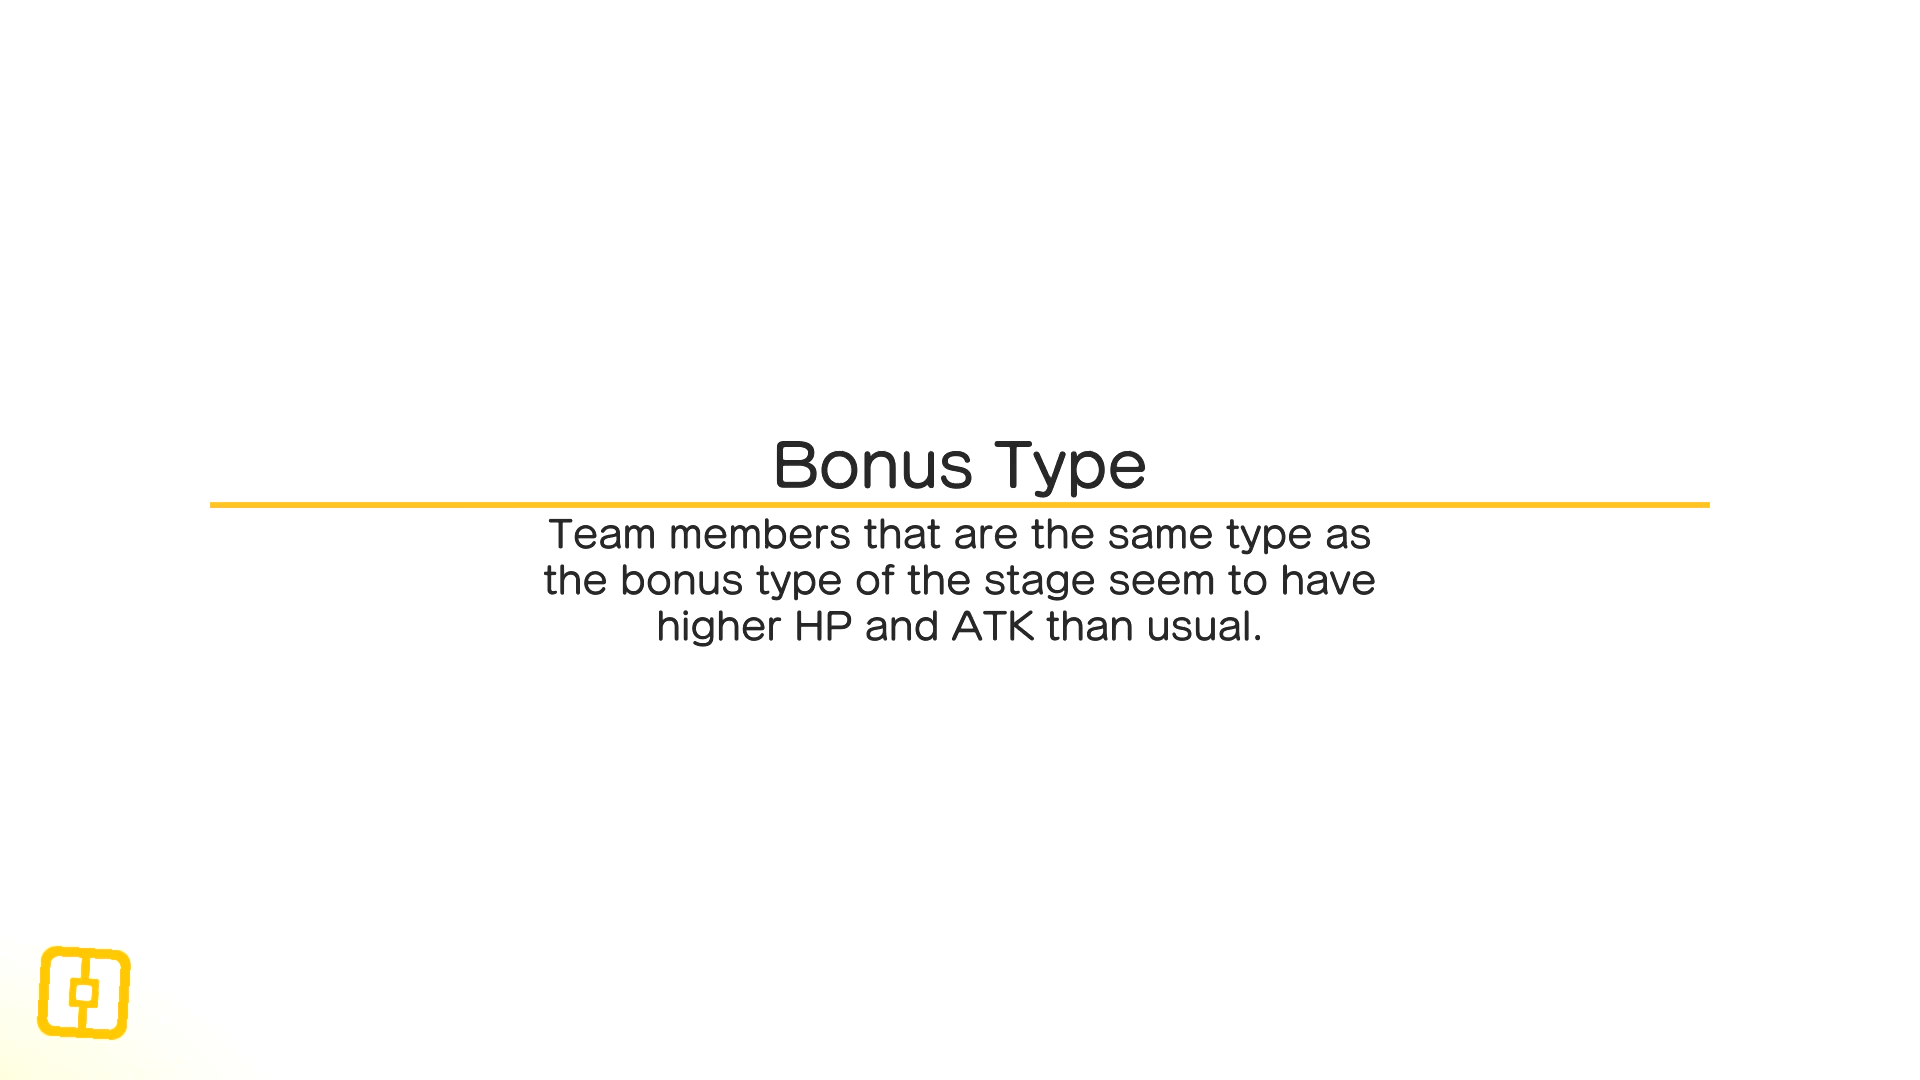 Bonus Type
Team members that are the same type as
the bonus type of the stage seem to have
higher HP and ATK than usual.